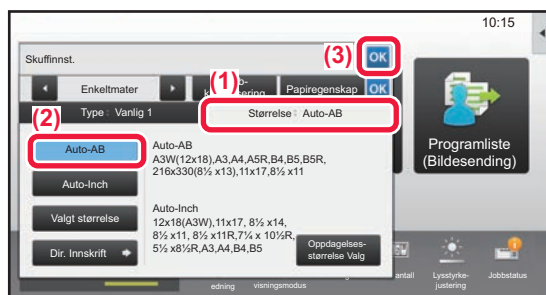 10:15
(3)
Skuffinnst.
OK
(1)
Enkeltmater
Papiregenskap
OK
(2)
Type : Vanlig 1
Størrelse : Auto-AB
Auto-AB
Auto-AB
A3W(12x18),A3,A4,A5R,B4,B5,B5R,
216x330(8½ x13),11x17,8½ x11
Auto-Inch
Auto-Inch
12x18(A3W),11x17, 8½ x14,
8½ x11, 8½ x11R,7¼ x 10½R,
5½ x8½R,A3,A4,B4,B5
Valgt størrelse
Dir. Innskrift
Oppdagelses-
størrelse Valg
Programliste
(Bildesending)
edning
visningsmodus
antall
Lysstyrke-
justering
Jobbstatus